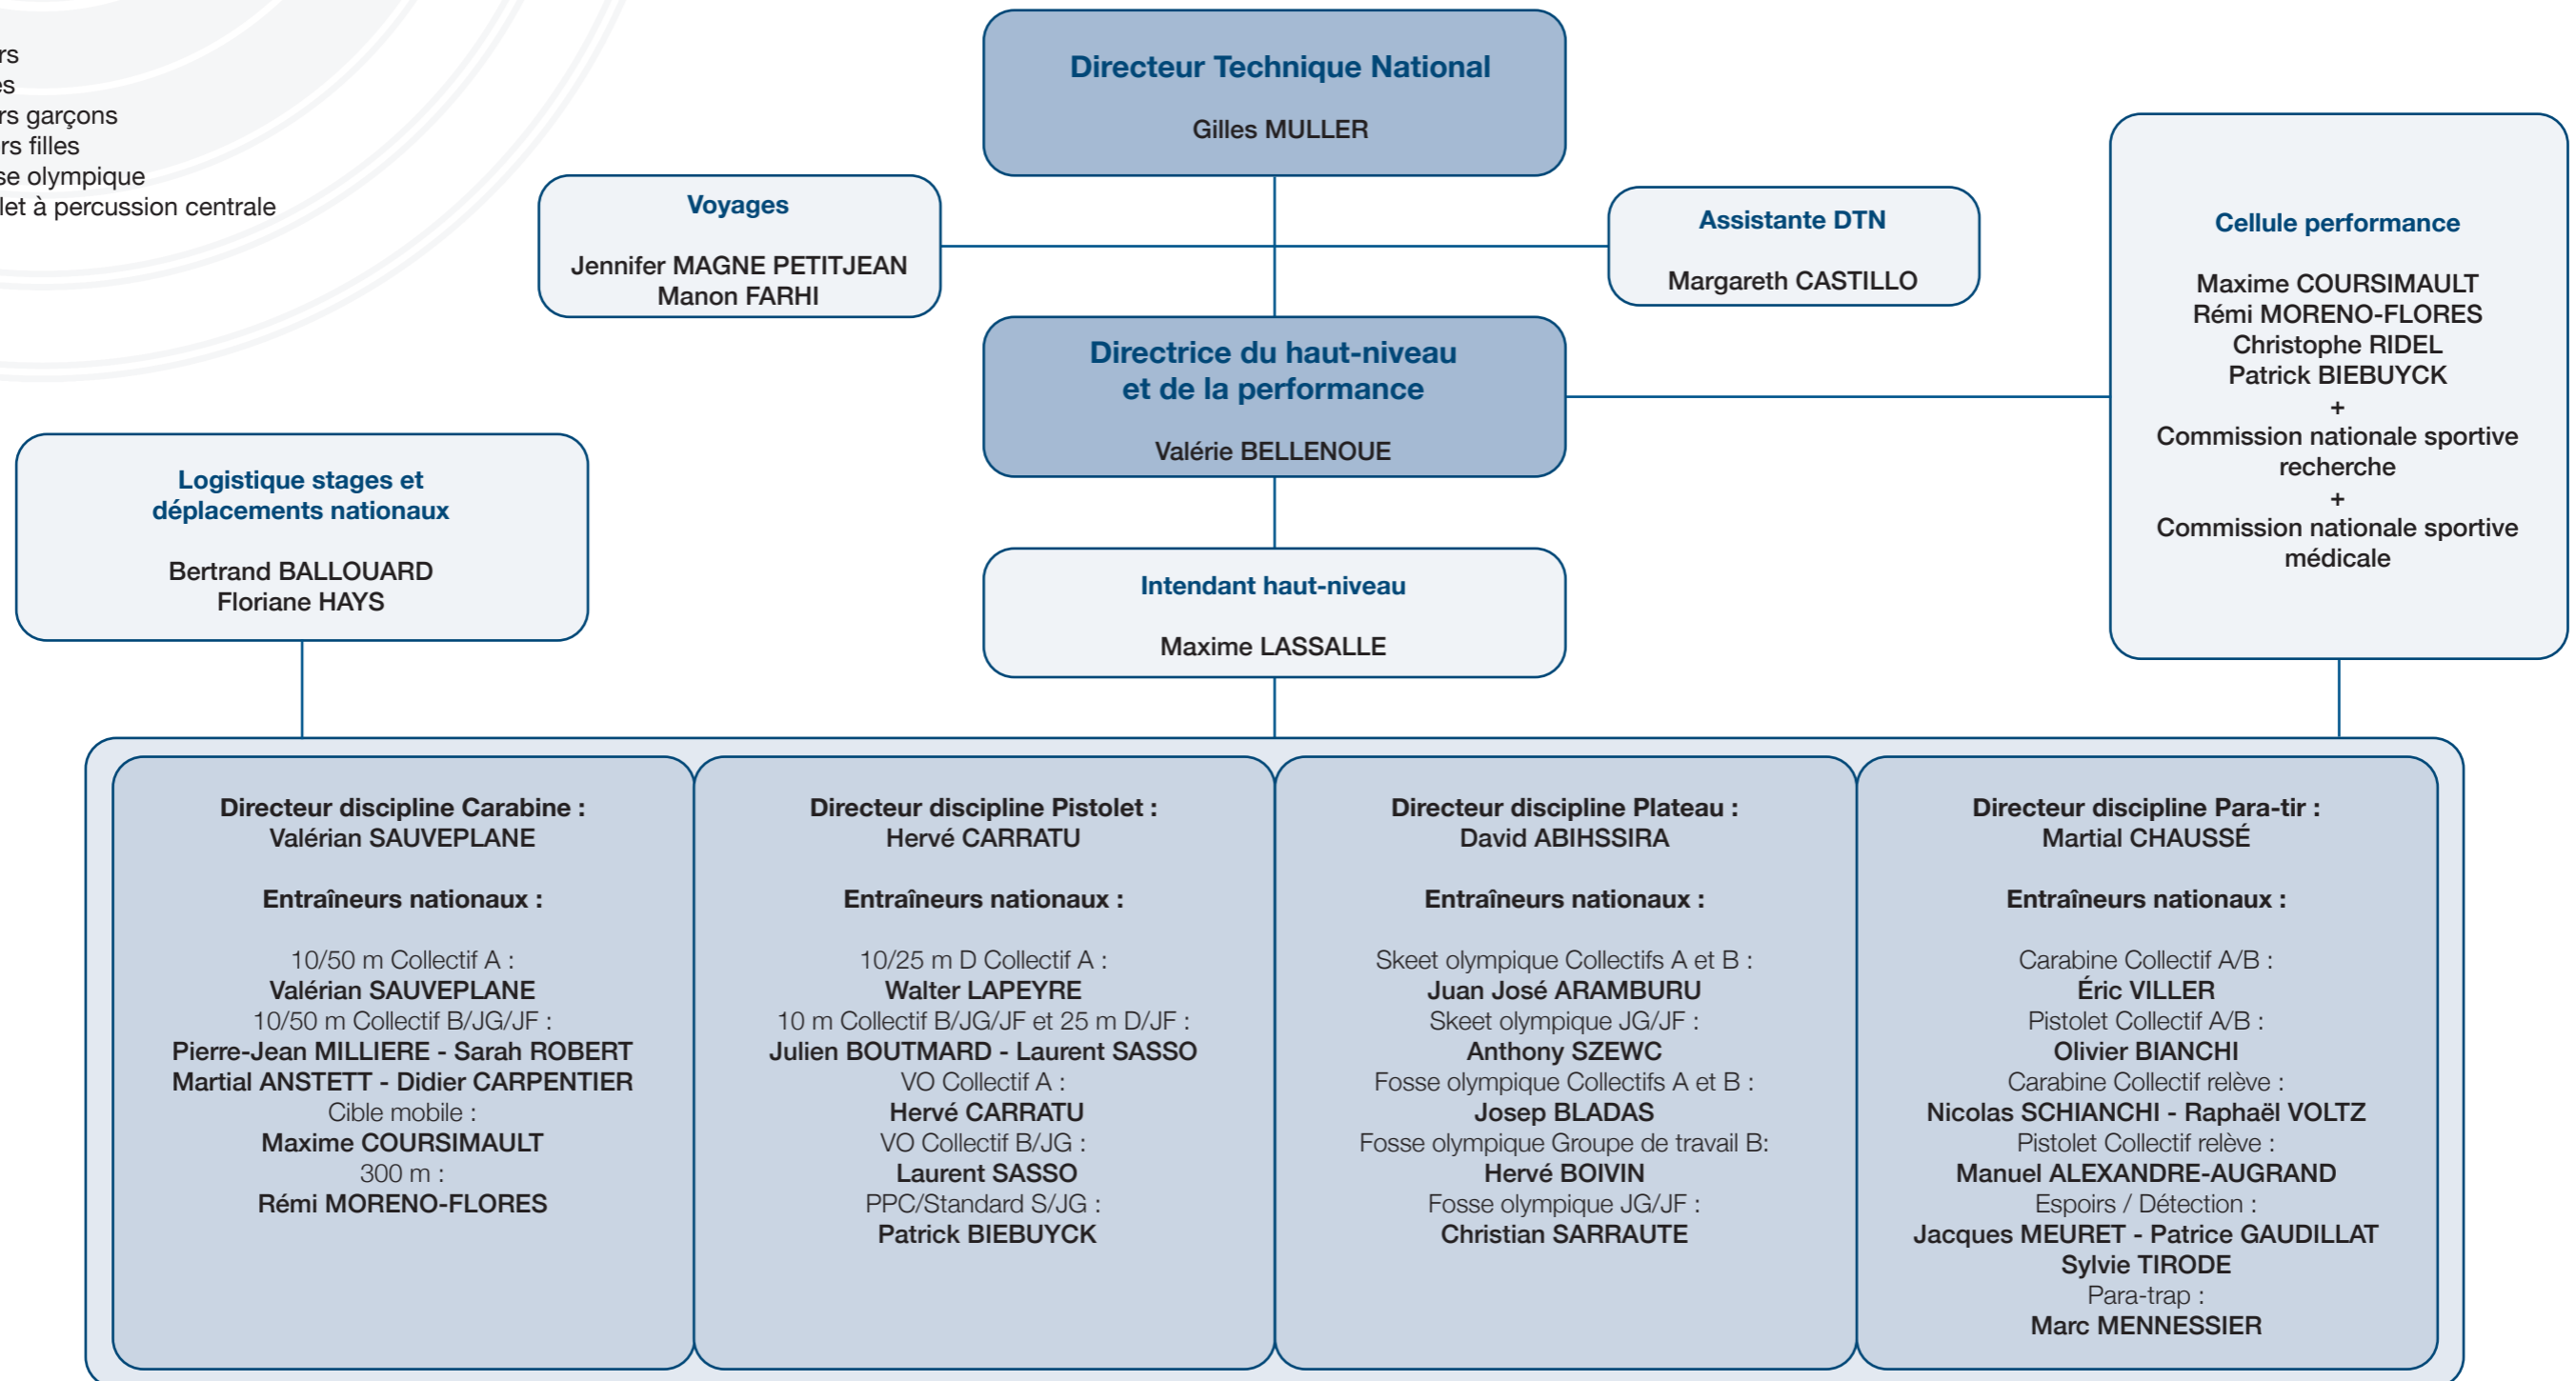 rs
es
rs garçons
rs filles
se olympique
let à percussion centrale
Directeur Technique National
Gilles MULLER
Voyages
Jennifer MAGNE PETITJEAN
Manon FARHI
Assistante DTN
Margareth CASTILLO
Cellule performance
Maxime COURSIMAULT
Rémi MORENO-FLORES
Christophe RIDEL
Patrick BIEBUYCK
+
Commission nationale sportive
recherche
+
Commission nationale sportive
médicale
Directrice du haut-niveau
et de la performance
Valérie BELLENOUE
Logistique stages et
déplacements nationaux
Bertrand BALLOUARD
Floriane HAYS
Intendant haut-niveau
Maxime LASSALLE
Directeur discipline Carabine :
Valérian SAUVEPLANE
Entraîneurs nationaux :
10/50 m Collectif A :
Valérian SAUVEPLANE
10/50 m Collectif B/JG/JF :
Pierre-Jean MILLIERE - Sarah ROBERT
Martial ANSTETT - Didier CARPENTIER
Cible mobile :
Maxime COURSIMAULT
300 m :
Rémi MORENO-FLORES
Directeur discipline Pistolet :
Hervé CARRATU
Entraîneurs nationaux :
10/25 m D Collectif A :
Walter LAPEYRE
10 m Collectif B/JG/JF et 25 m D/JF :
Julien BOUTMARD - Laurent SASSO
VO Collectif A :
Hervé CARRATU
VO Collectif B/JG :
Laurent SASSO
PPC/Standard S/JG :
Patrick BIEBUYCK
Directeur discipline Plateau :
David ABIHSSIRA
Entraîneurs nationaux :
Skeet olympique Collectifs A et B :
Juan José ARAMBURU
Skeet olympique JG/JF :
Anthony SZEWC
Fosse olympique Collectifs A et B :
Josep BLADAS
Fosse olympique Groupe de travail B:
Hervé BOIVIN
Fosse olympique JG/JF :
Christian SARRAUTE
Directeur discipline Para-tir :
Martial CHAUSSÉ
Entraîneurs nationaux :
Carabine Collectif A/B :
Éric VILLER
Pistolet Collectif A/B :
Olivier BIANCHI
Carabine Collectif relève :
Nicolas SCHIANCHI - Raphaël VOLTZ
Pistolet Collectif relève :
Manuel ALEXANDRE-AUGRAND
Espoirs / Détection :
Jacques MEURET - Patrice GAUDILLAT
Sylvie TIRODE
Para-trap :
Marc MENNESSIER